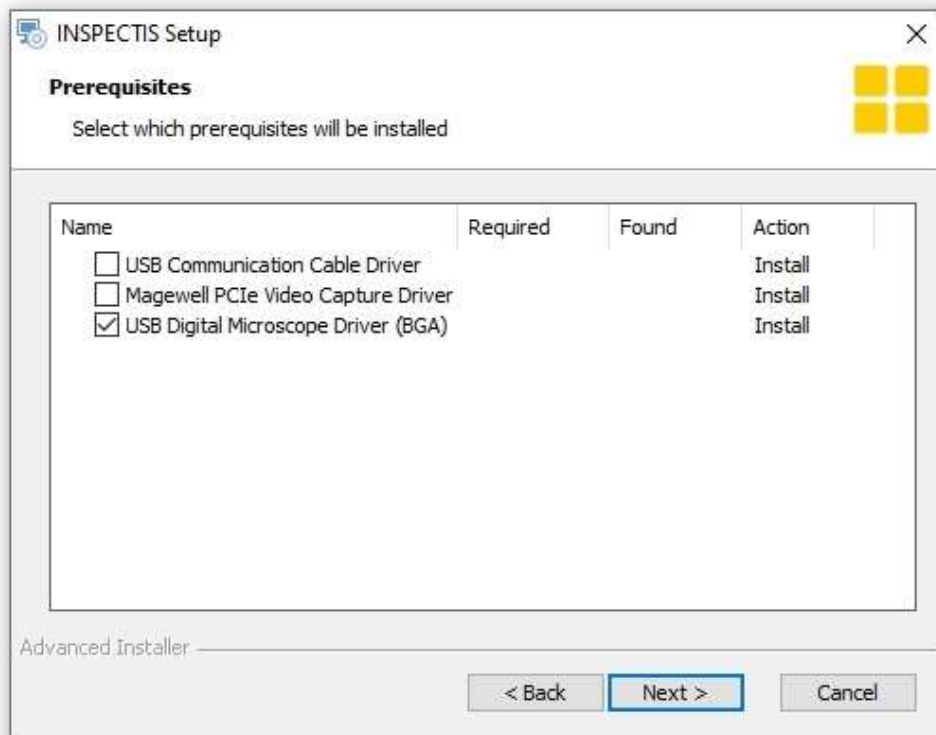 INSPECTIS Setup
Prerequisites
Select which prerequisites will be installed
Name Required Found Action
USB Communication Cable Driver Install
Magewell PCIe Video Capture Driver Install
USB Digital Microscope Driver (BGA) Install
Advanced Installer
< Back Next > Cancel